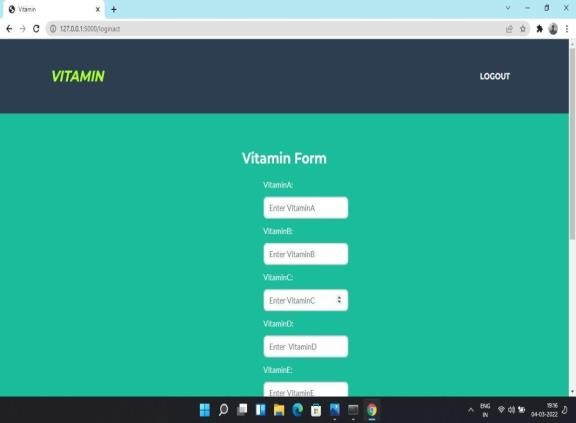 Vitamin
127.0.0.1:5000/loginact
VITAMIN
LOGOUT
Vitamin Form
VitaminA:
Enter VitaminA
VitaminB:
Enter VitaminB
VitaminC:
Enter VitaminC
VitaminD:
Enter VitaminD
VitaminE:
Enter VitaminE
ENG
IN
19:16
04-03-2022